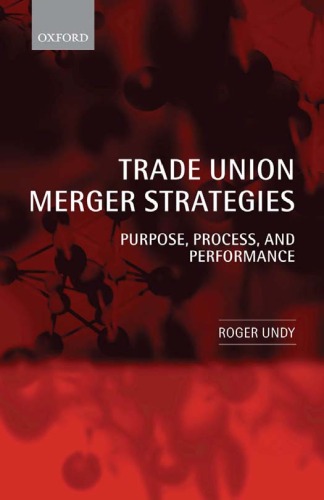 OXFORD
TRADE UNION
MERGER STRATEGIES
PURPOSE, PROCESS, AND
PERFORMANCE
ROGER UNDY